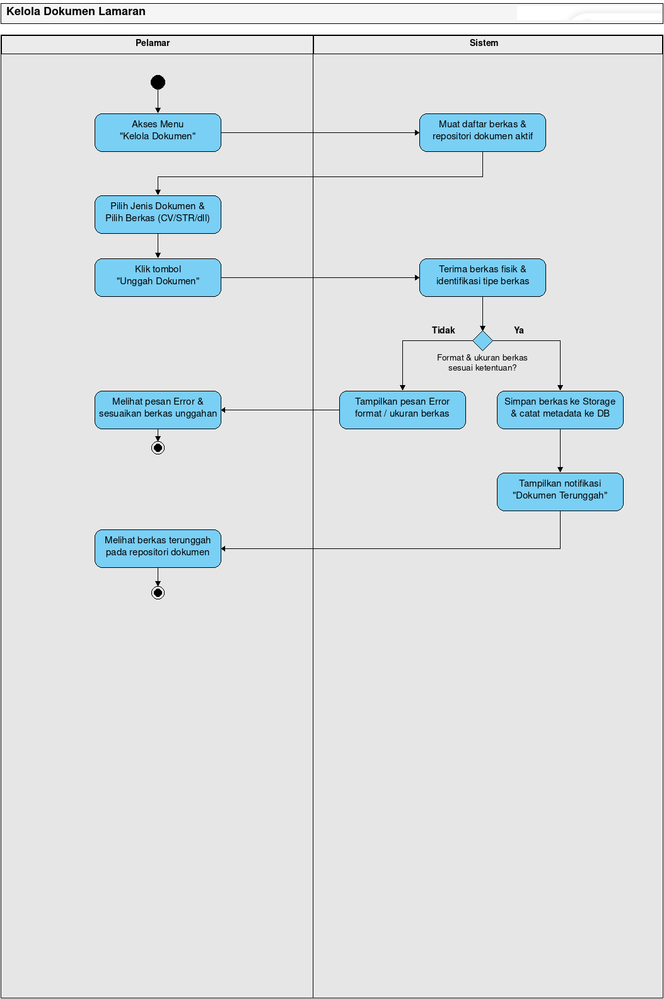 Kelola Dokumen Lamaran
Pelamar
Sistem
Akses Menu
"Kelola Dokumen"
Muat daftar berkas &
repositori dokumen aktif
Pilih Jenis Dokumen &
Pilih Berkas (CV/STR/dll)
Klik tombol
"Unggah Dokumen"
Terima berkas fisik &
identifikasi tipe berkas
Tidak
Ya
Format & ukuran berkas
sesuai ketentuan?
Melihat pesan Error &
sesuaikan berkas unggahan
Tampilkan pesan Error
format / ukuran berkas
Simpan berkas ke Storage
& catat metadata ke DB
Tampilkan notifikasi
"Dokumen Terunggah"
Melihat berkas terunggah
pada repositori dokumen